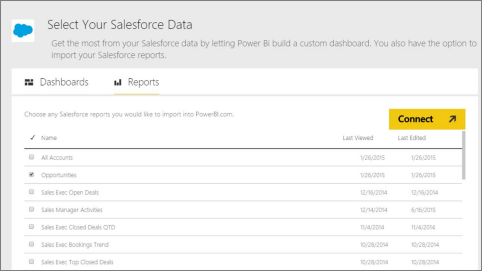 Select Your Salesforce Data
Get the most from your Salesforce data by letting Power Bi build a custom dashboard. You also have the option to
import your Salesforce reports.
Dashboards Reports
Choose any Salesforce reports you would like to import into PowerBI.com.
Connect
✓ Name Last Viewed Last Edited
All Accounts 1/26/2015 1/26/2015
Opportunities 1/26/2015 1/26/2015
Sales Exec Open Deals 12/16/2014 12/16/2014
Sales Manager Activities 12/14/2014 6/16/2015
Sales Exec Closed Deals QTD 11/4/2014 11/4/2014
Sales Exec Bookings Trend 10/28/2014 10/28/2014
Sales Exec Top Closed Deals 10/28/2014 10/28/2014